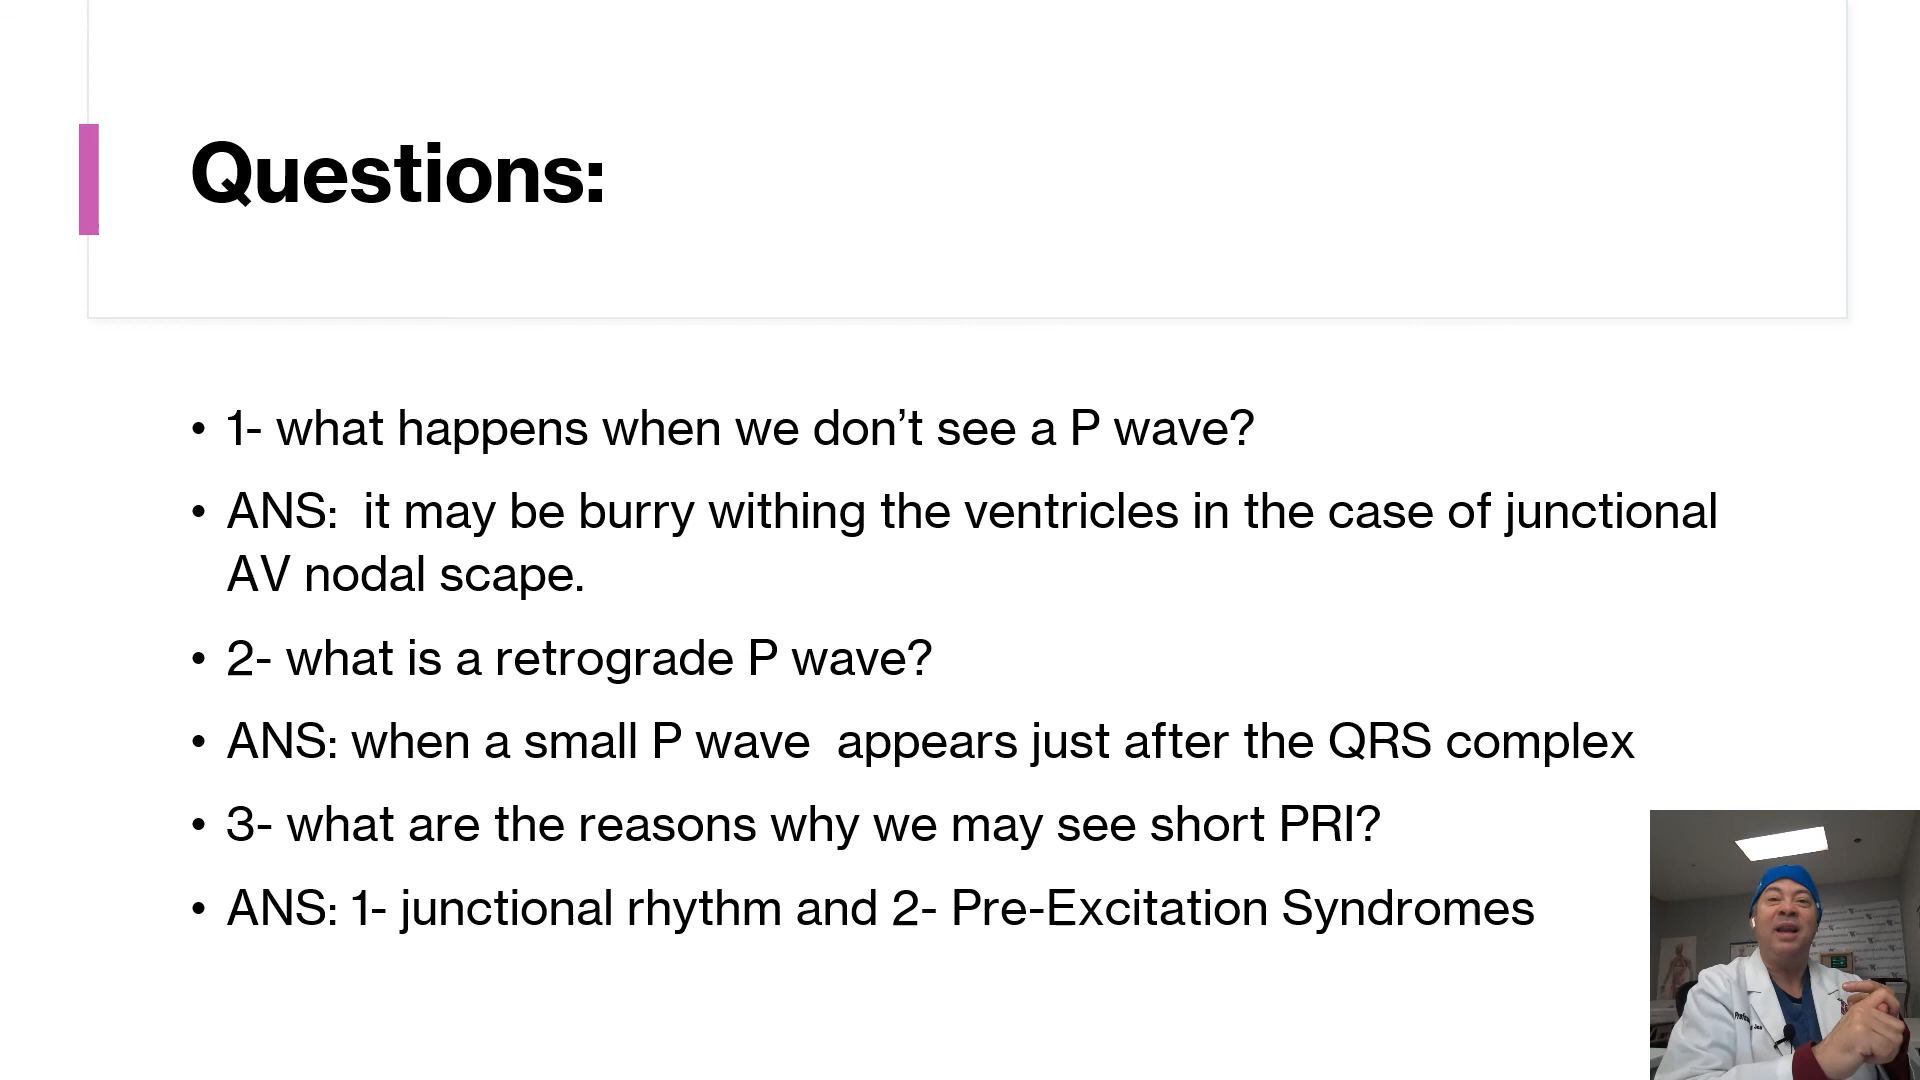 Questions:
• 1- what happens when we don’t see a P wave?
• ANS:  it may be burry withing the ventricles in the case of junctional
AV nodal scape.
• 2- what is a retrograde P wave?
• ANS: when a small P wave  appears just after the QRS complex
• 3- what are the reasons why we may see short PRI?
• ANS: 1- junctional rhythm and 2- Pre-Excitation Syndromes